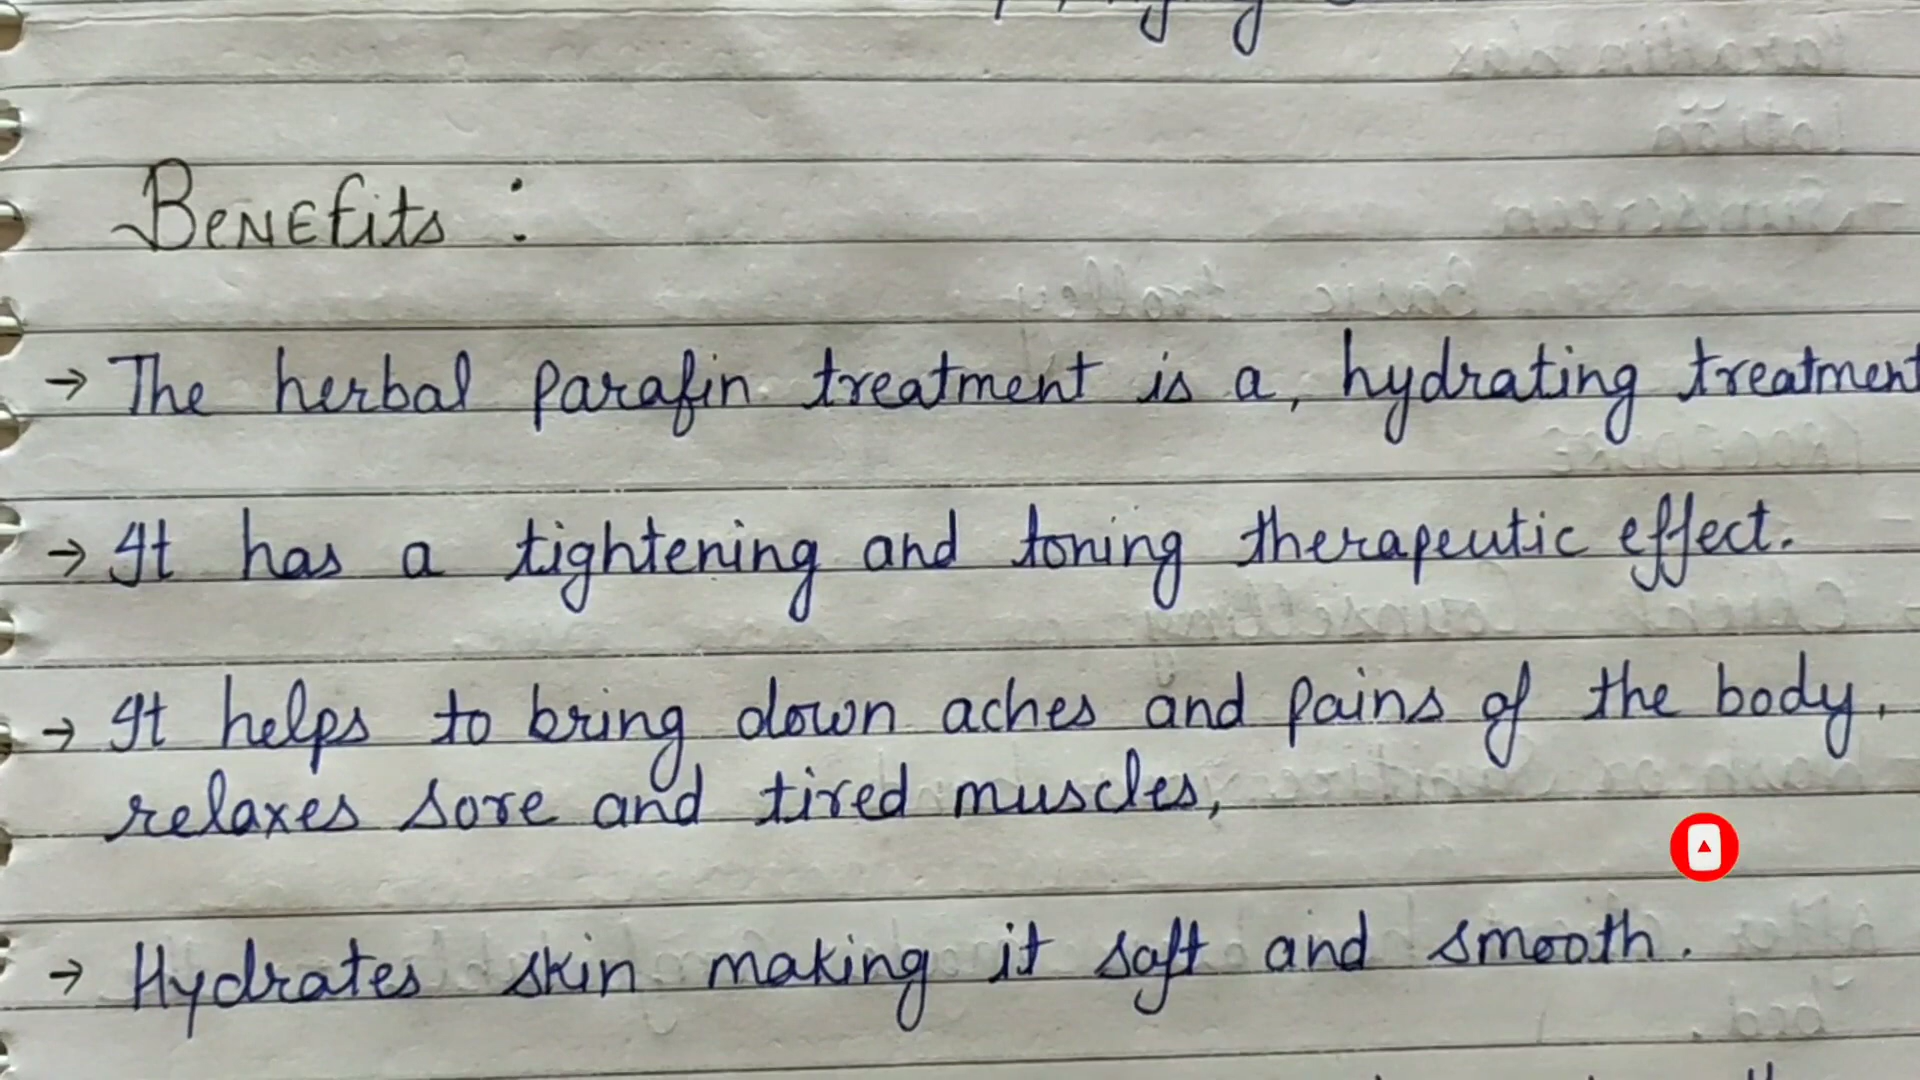 Benefits :
→ The herbal parafin treatment is a, hydrating treatment
→ It has a tightening and toning therapeutic effect.
→ It helps to bring down aches and pains of the body,
relaxes sore and tired muscles,
→ Hydrates skin making it soft and smooth.